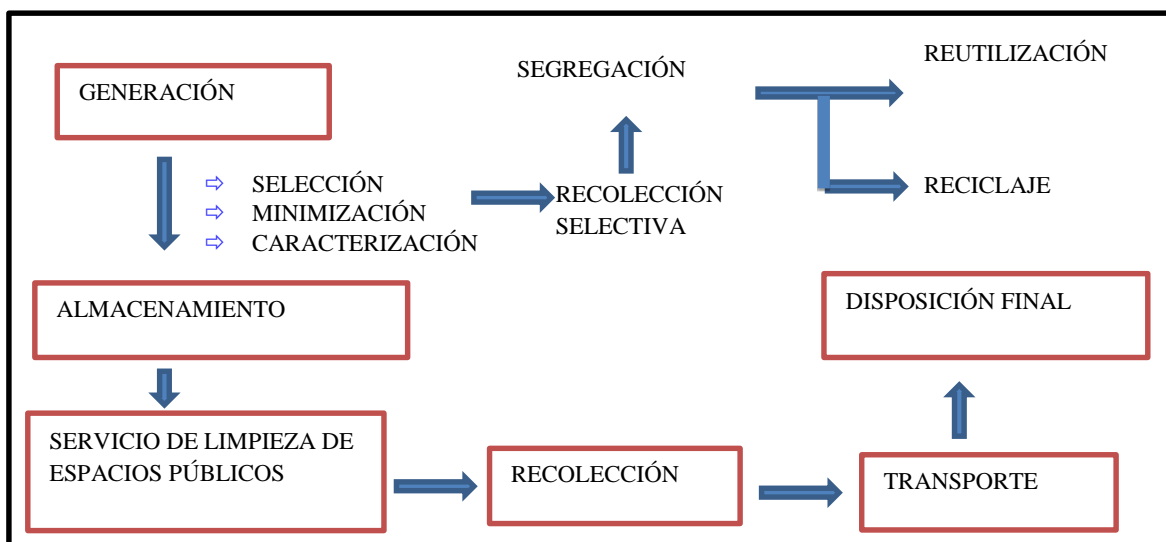 GENERACIÓN
SEGREGACIÓN
REUTILIZACIÓN
SELECCIÓN
MINIMIZACIÓN
CARACTERIZACIÓN
RECOLECCIÓN
SELECTIVA
RECICLAJE
ALMACENAMIENTO
DISPOSICIÓN FINAL
SERVICIO DE LIMPIEZA DE
ESPACIOS PÚBLICOS
RECOLECCIÓN
TRANSPORTE